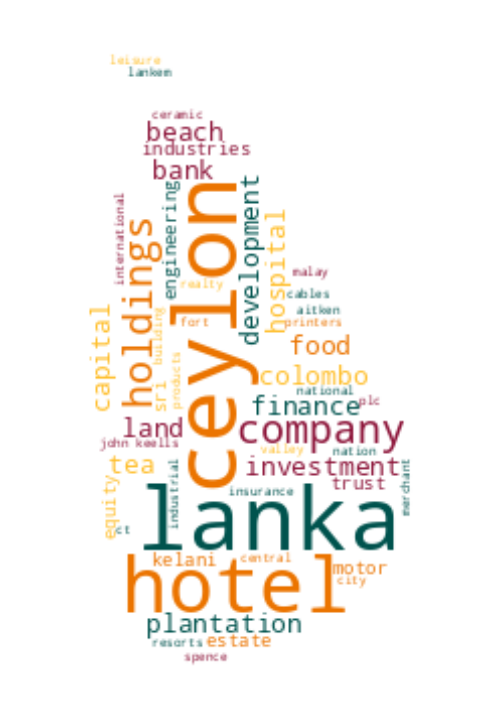 leisure
lankem
ceramic
beach
industries
bank
international
holdings
engineering
ceylon
development
hospital
realty
malay
cables
aitken
printers
fort
building
capital
sri
products
food
colombo
national
plc
finance
land
company
john keells
valley
nation
tea
investment
trust
merchant
equity
industrial
insurance
ct
lanka
kelani
central
motor
city
hotel
plantation
resorts
estate
spence